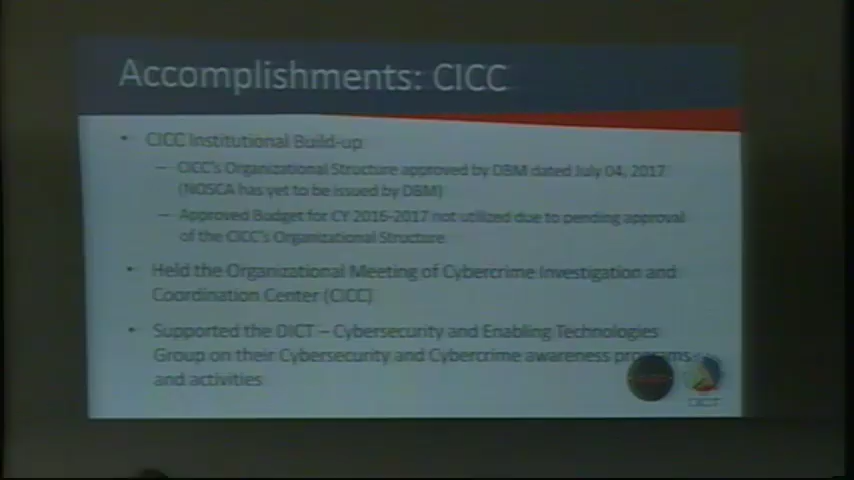 Accomplishments: CICC
• CICC Institutional Build-up
– CICC's Organizational Structure approved by DBM dated July 04, 2017
(NOSCA has yet to be issued by DBM)
– Approved Budget for CY 2016-2017 not utilized due to pending approval
of the CICC's Organizational Structure
• Held the Organizational Meeting of Cybercrime Investigation and
Coordination Center (CICC)
• Supported the DICT – Cybersecurity and Enabling Technologies
Group on their Cybersecurity and Cybercrime awareness programs
and activities
DICT